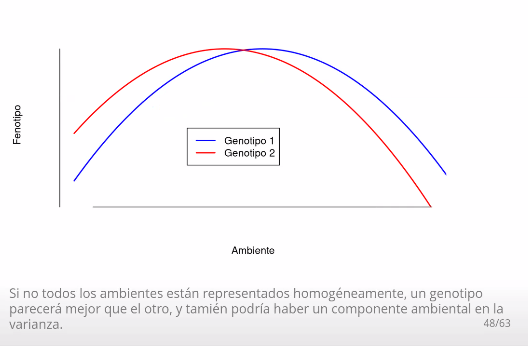 Fenotipo
Genotipo 1
Genotipo 2
Ambiente
Si no todos los ambientes están representados homogéneamente, un genotipo
parecerá mejor que el otro, y tamién podría haber un componente ambiental en la
varianza.
48/63